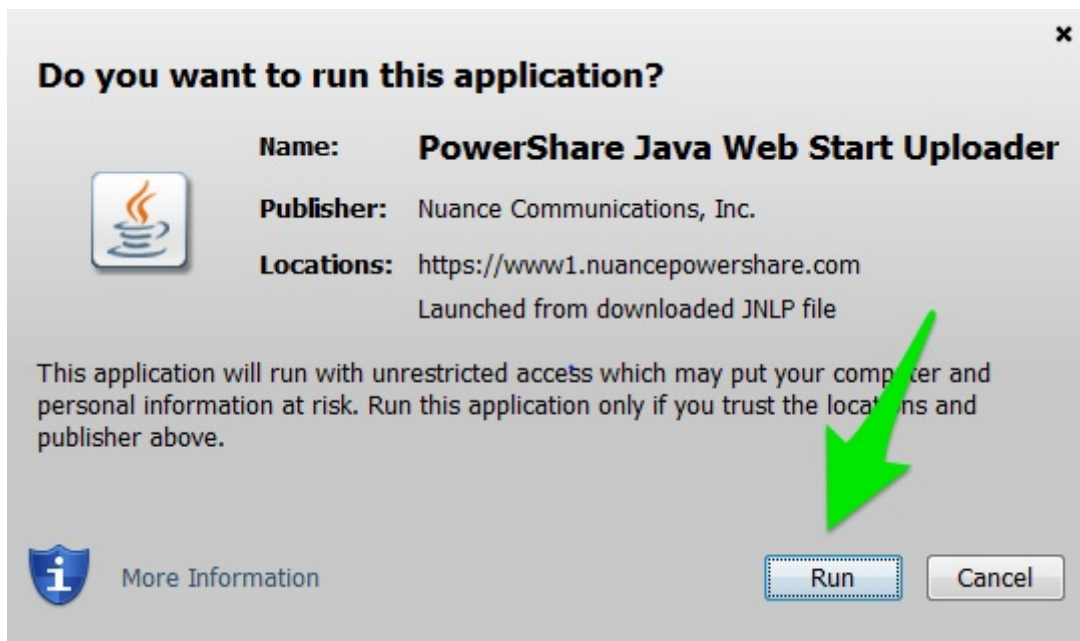 Do you want to run this application?
Name: PowerShare Java Web Start Uploader
Publisher: Nuance Communications, Inc.
Locations: https://www1.nuancepowershare.com
Launched from downloaded JNLP file
This application will run with unrestricted access which may put your computer and
personal information at risk. Run this application only if you trust the locations and
publisher above.
More Information
Run Cancel